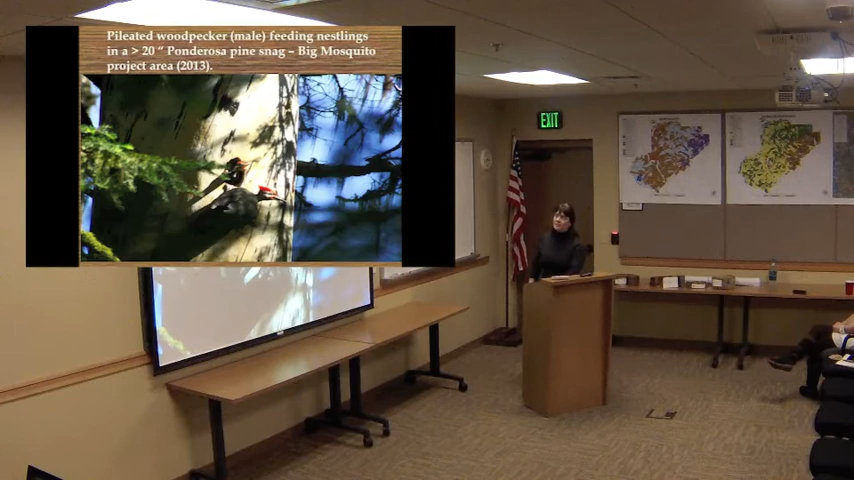 Pileated woodpecker (male) feeding nestlings
in a > 20 “ Ponderosa pine snag – Big Mosquito
project area (2013).
EXIT